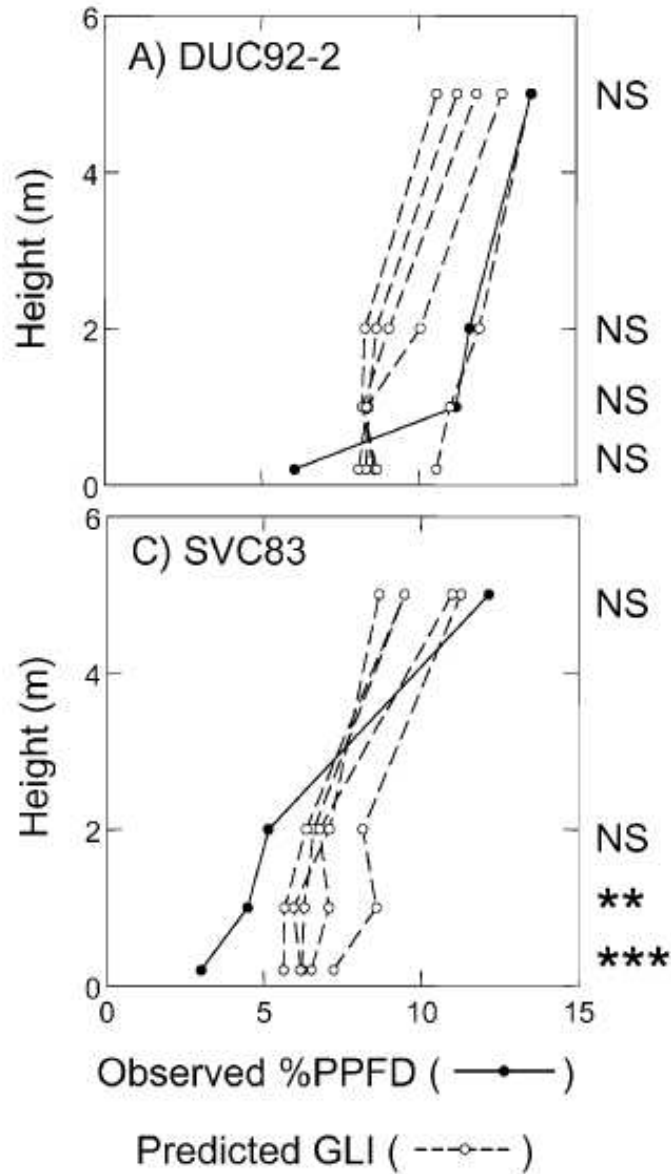 6
A) DUC92-2
NS
4
Height (m)
2
NS
NS
NS
0
6
C) SVC83
NS
4
Height (m)
2
NS
**
***
0
0 5 10 15
Observed %PPFD ( )
Predicted GLI ( )